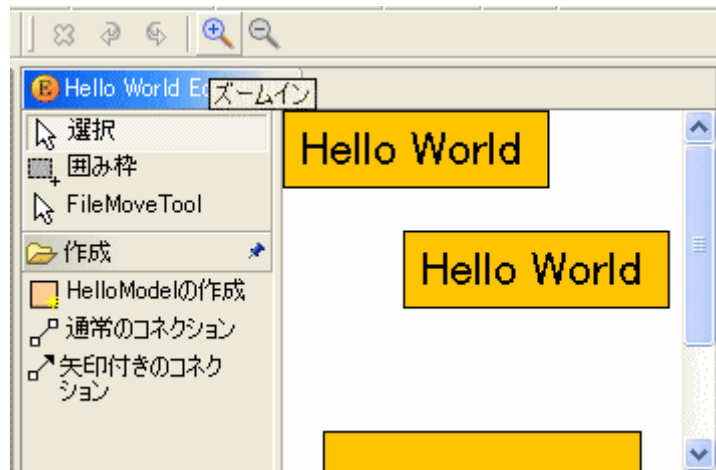 Hello World E
ズームイン
選択
囲み枠
FileMoveTool
作成
HelloModelの作成
通常のコネクション
矢印付きのコネク
ション
Hello World
Hello World